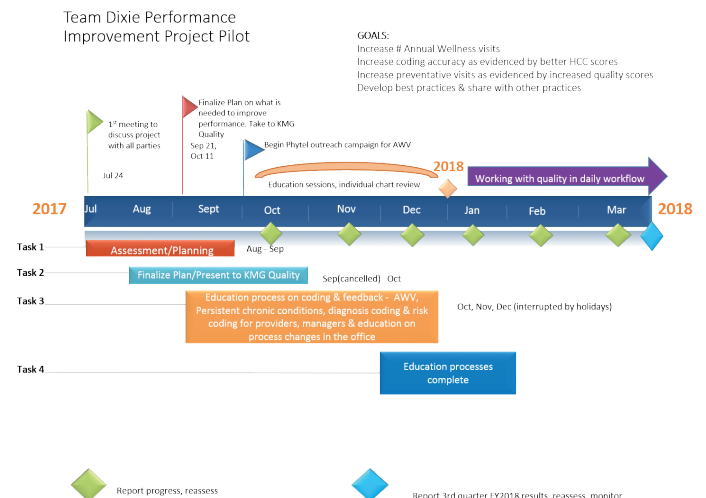 Team Dixie Performance
Improvement Project Pilot
GOALS:
Increase # Annual Wellness visits
Increase coding accuracy as evidenced by better HCC scores
Increase preventative visits as evidenced by increased quality scores
Develop best practices & share with other practices
1st meeting to
discuss project
with all parties
Jul 24
Finalize Plan on what is
needed to improve
performance. Take to KMG
Quality
Sep 21,
Oct 11
Begin Phytel outreach campaign for AWV
Education sessions, individual chart review
2018
Working with quality in daily workflow
2017
Jul
Aug
Sept
Oct
Nov
Dec
Jan
Feb
Mar
2018
Task 1
Assessment/Planning
Aug - Sep
Task 2
Finalize Plan/Present to KMG Quality
Sep(cancelled) Oct
Task 3
Education process on coding & feedback - AWV,
Persistent chronic conditions, diagnosis coding & risk
coding for providers, managers & education on
process changes in the office
Oct, Nov, Dec (interrupted by holidays)
Task 4
Education processes
complete
Report progress, reassess
Report 3rd quarter FY2018 results, reassess, monitor